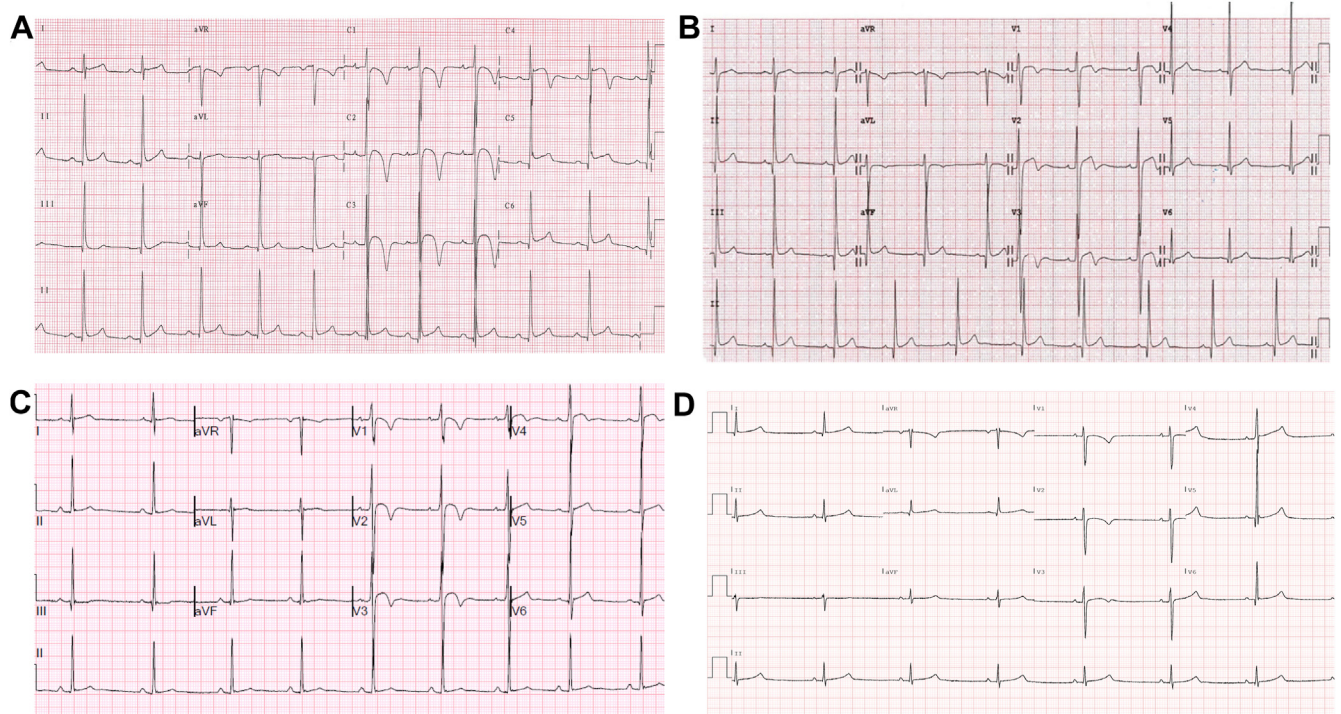 A
I aVR C1 C4
II aVL C2 C5
III aVF C3 C6
II
B
I aVR V1 V4
II aVL V2 V5
III aVF V3 V6
II
C
I aVR V1 V4
II aVL V2 V5
III aVF V3 V6
II
D
I aVR V1 V4
II aVL V2 V5
III aVF V3 V6
II